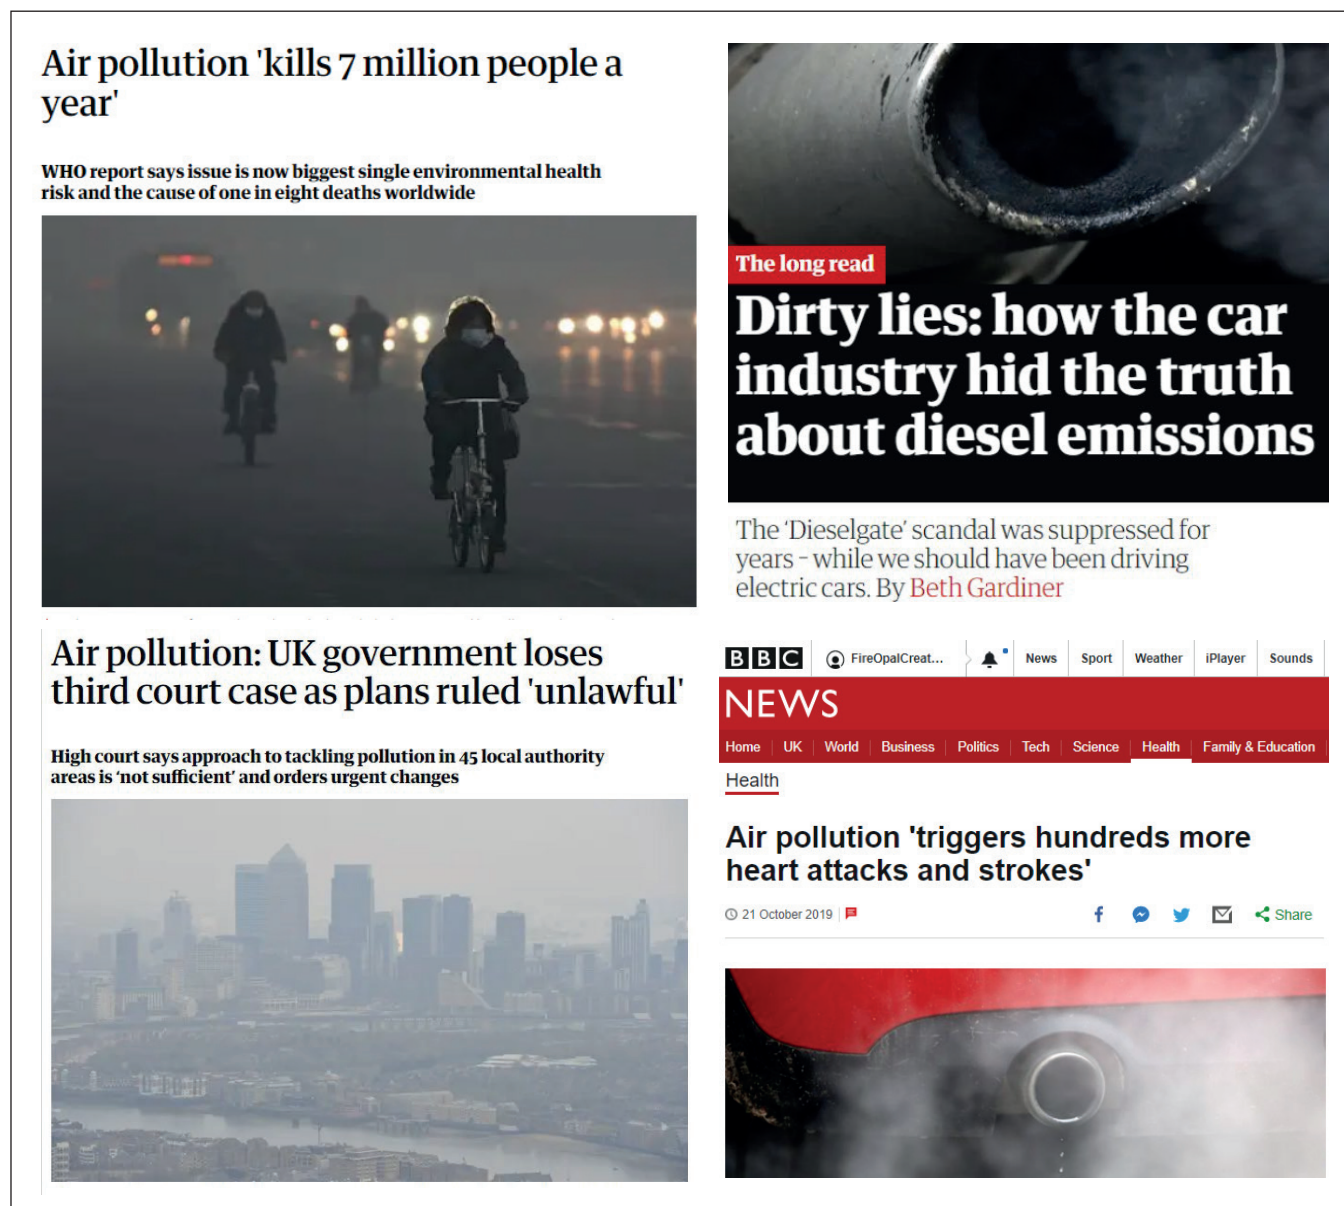 Air pollution 'kills 7 million people a
year'
WHO report says issue is now biggest single environmental health
risk and the cause of one in eight deaths worldwide
The long read
Dirty lies: how the car
industry hid the truth
about diesel emissions
The ‘Dieselgate’ scandal was suppressed for
years – while we should have been driving
electric cars. By Beth Gardiner
Air pollution: UK government loses
third court case as plans ruled 'unlawful'
High court says approach to tackling pollution in 45 local authority
areas is ‘not sufficient’ and orders urgent changes
BBC FireOpalCreat... News Sport Weather iPlayer Sounds
NEWS
Home UK World Business Politics Tech Science Health Family & Education
Health
Air pollution 'triggers hundreds more
heart attacks and strokes'
21 October 2019 Share